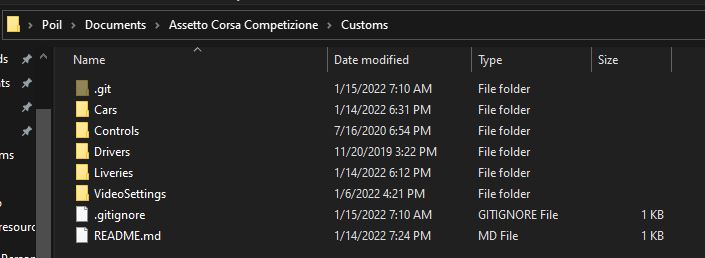 Poil > Documents > Assetto Corsa Competizione > Customs
Name Date modified Type Size
.git 1/15/2022 7:10 AM File folder
Cars 1/14/2022 6:31 PM File folder
Controls 7/16/2020 6:54 PM File folder
Drivers 11/20/2019 3:22 PM File folder
Liveries 1/14/2022 6:12 PM File folder
VideoSettings 1/6/2022 4:21 PM File folder
.gitignore 1/15/2022 7:10 AM GITIGNORE File 1 KB
README.md 1/14/2022 7:24 PM MD File 1 KB